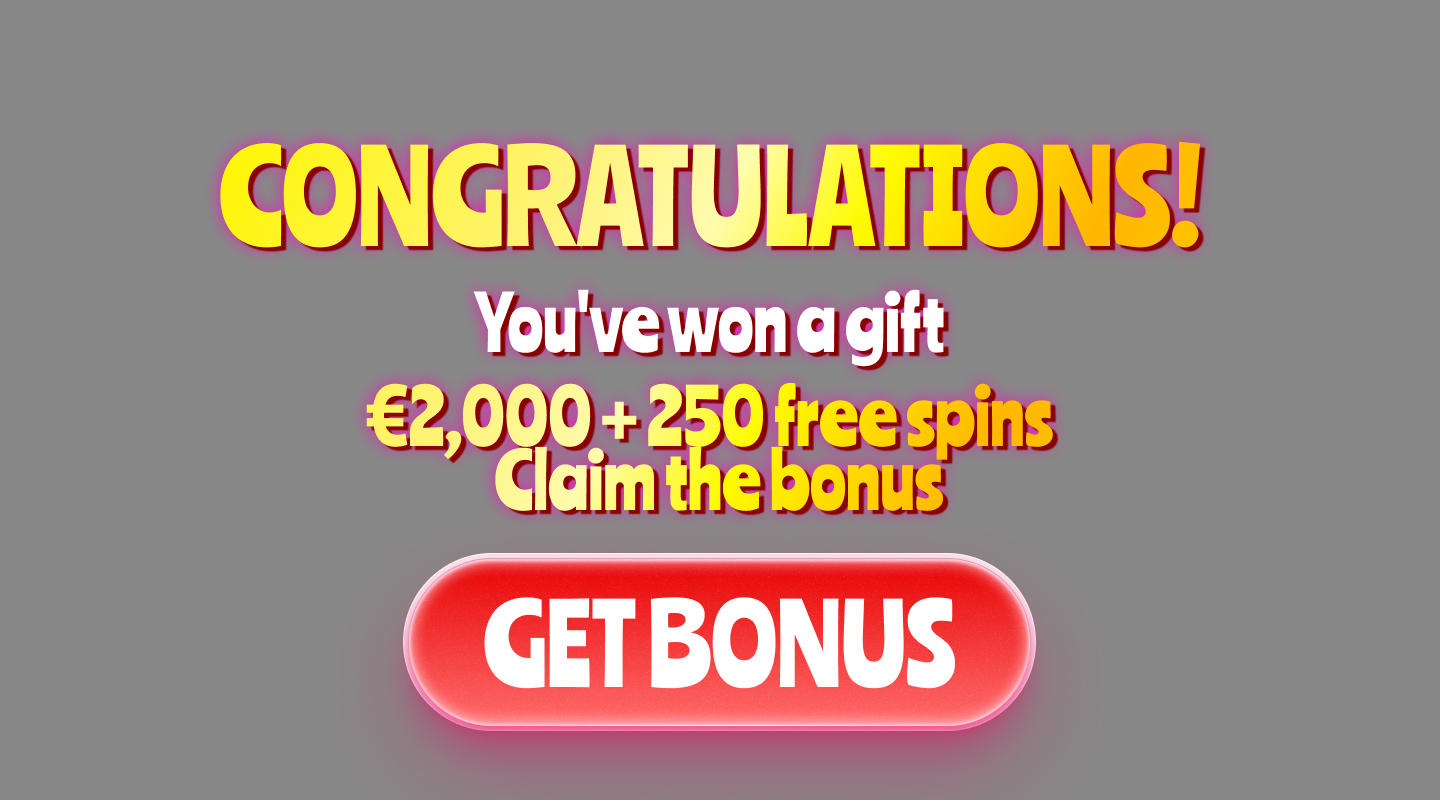 CONGRATULATIONS!
You've won a gift
€2,000 + 250 free spins
Claim the bonus
GET BONUS